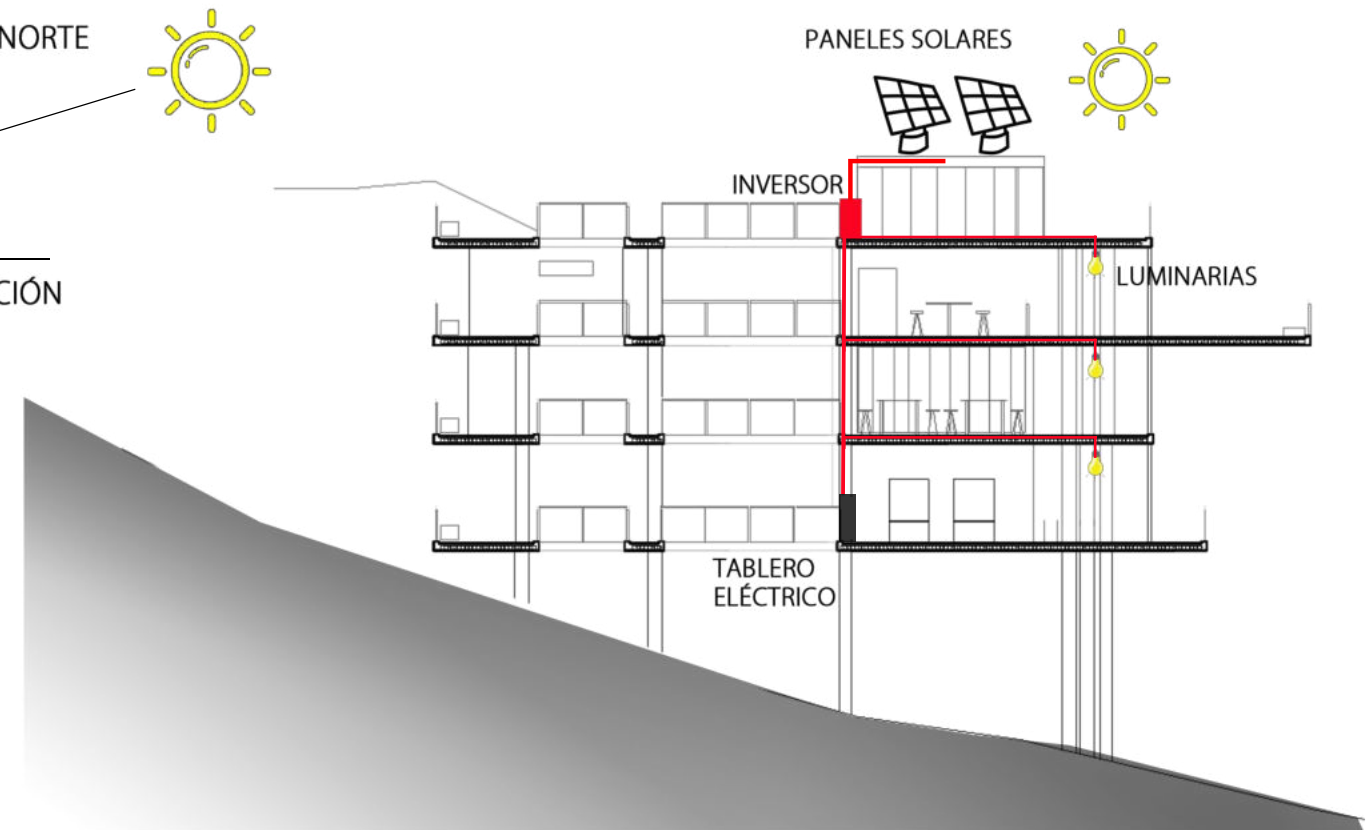 NORTE
PANELES SOLARES
INVERSOR
LUMINARIAS
CIÓN
TABLERO
ELÉCTRICO